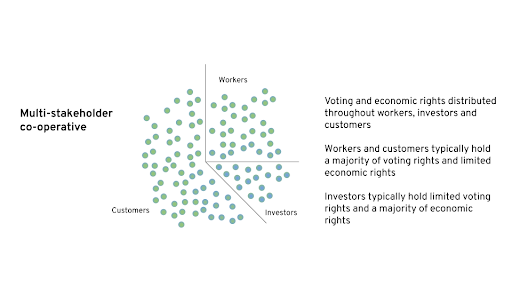 Workers
Multi-stakeholder
co-operative
Voting and economic rights distributed
throughout workers, investors and
customers
Workers and customers typically hold
a majority of voting rights and limited
economic rights
Investors typically hold limited voting
rights and a majority of economic
rights
Customers
Investors